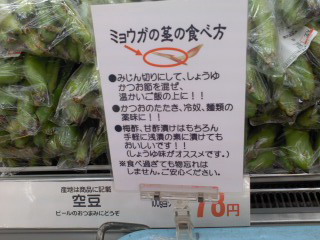 ミョウガの茎の食べ方
●みじん切りにして、しょうゆ
かつお節を混ぜ、
温かいご飯の上に！！
●かつおのたたき、冷奴、麺類の
薬味に！！
●梅酢、甘酢漬けはもちろん
手軽に浅漬の素に漬けても
おいしいです！！
（しょうゆ味がオススメです。）
※食べ過ぎても物忘れは
しません。ご安心ください。
産地は商品に記載
空豆
ビールのおつまみにどうぞ
78円